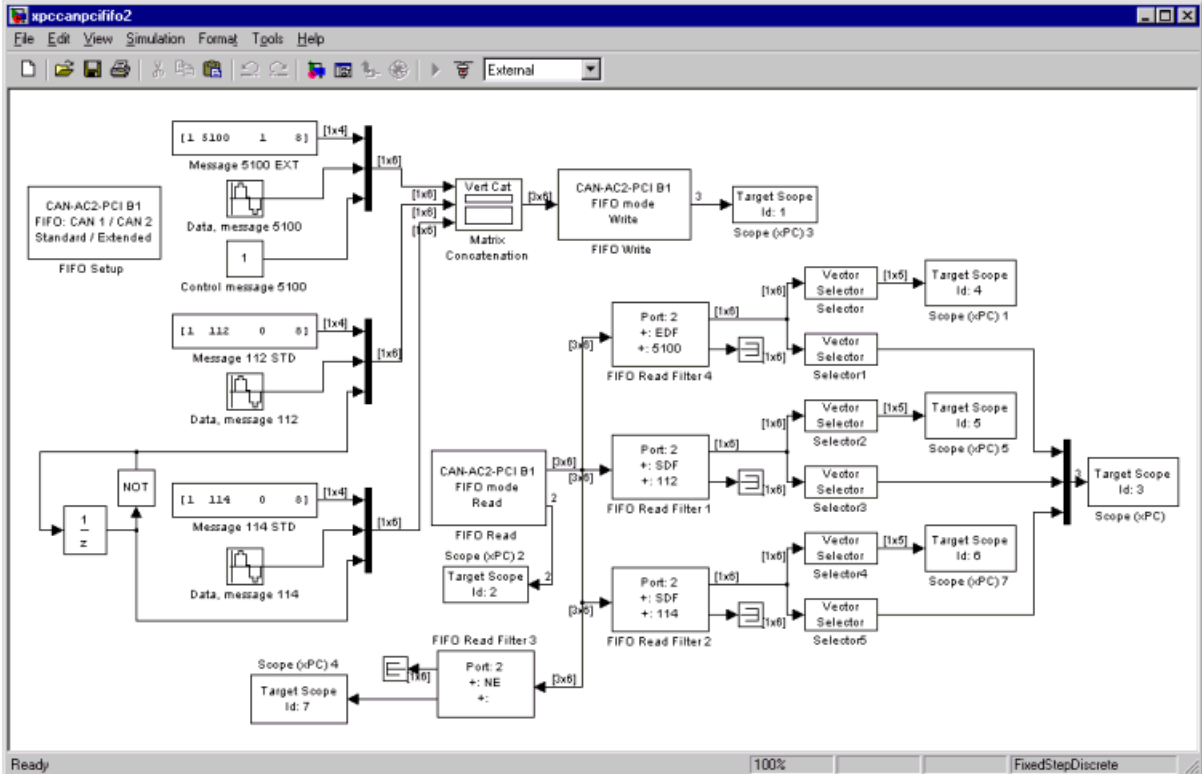 xpccanpcififo2
File Edit View Simulation Format Tools Help
External
[1 5100 1 8]
[1x4]
Message 5100 EXT
[1x6]
Data, message 5100
1
Control message 5100
CAN-AC2-PCI B1
FIFO: CAN 1 / CAN 2
Standard / Extended
FIFO Setup
[1x6]
[1x6]
[1x6]
Vert Cat
Matrix
Concatenation
[3x6]
CAN-AC2-PCI B1
FIFO mode
Write
FIFO Write
3
Target Scope
Id: 1
Scope (xPC) 3
[1 112 0 8]
[1x4]
Message 112 STD
[1x6]
Data, message 112
NOT
1
z
[1 114 0 8]
[1x4]
Message 114 STD
[1x6]
Data, message 114
CAN-AC2-PCI B1
FIFO mode
Read
FIFO Read
[3x6]
2
Scope (xPC) 2
Target Scope
Id: 2
2
[3x6]
Port: 2
+: EDF
+: 5100
FIFO Read Filter 4
[1x6]
[1x6]
[1x6]
Vector
Selector
Selector
[1x5]
Target Scope
Id: 4
Scope (xPC) 1
Vector
Selector
Selector1
[3x6]
Port: 2
+: SDF
+: 112
FIFO Read Filter 1
[1x6]
[1x6]
[1x6]
Vector
Selector
Selector2
[1x5]
Target Scope
Id: 5
Scope (xPC) 5
Vector
Selector
Selector3
3
Target Scope
Id: 3
Scope (xPC)
[3x6]
Port: 2
+: SDF
+: 114
FIFO Read Filter 2
[1x6]
[1x6]
[1x6]
Vector
Selector
Selector4
[1x5]
Target Scope
Id: 6
Scope (xPC) 7
Vector
Selector
Selector5
FIFO Read Filter 3
Port: 2
+: NE
+:
[3x6]
[1x6]
Scope (xPC) 4
Target Scope
Id: 7
Ready
100%
FixedStepDiscrete